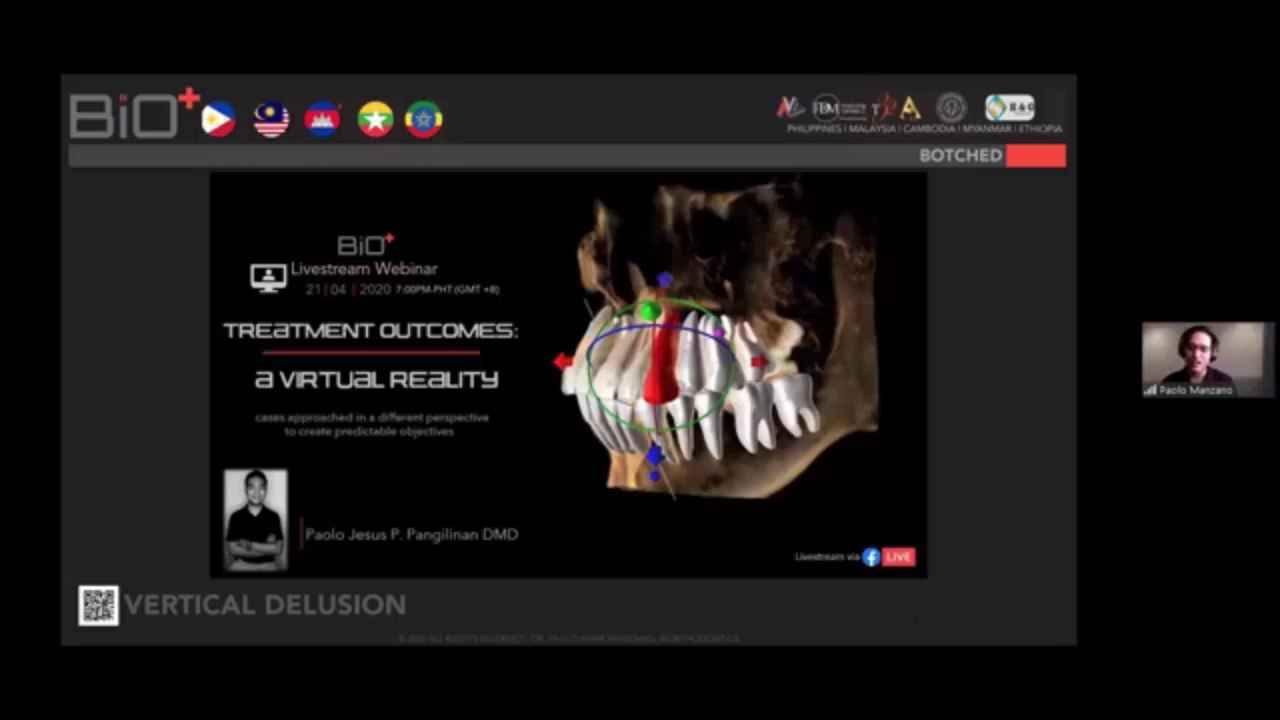 BiO+
PHILIPPINES | MALAYSIA | CAMBODIA | MYANMAR | ETHIOPIA
BOTCHED
BiO+
Livestream Webinar
21 | 04 | 2020 7:00PM-PHT (GMT +8)
TREATMENT OUTCOMES:
A VIRTUAL REALITY
cases approached in a different perspective
to create predictable objectives
Paolo Jesus P. Pangilinan DMD
Livestream via f LIVE
Paolo Manzano
VERTICAL DELUSION